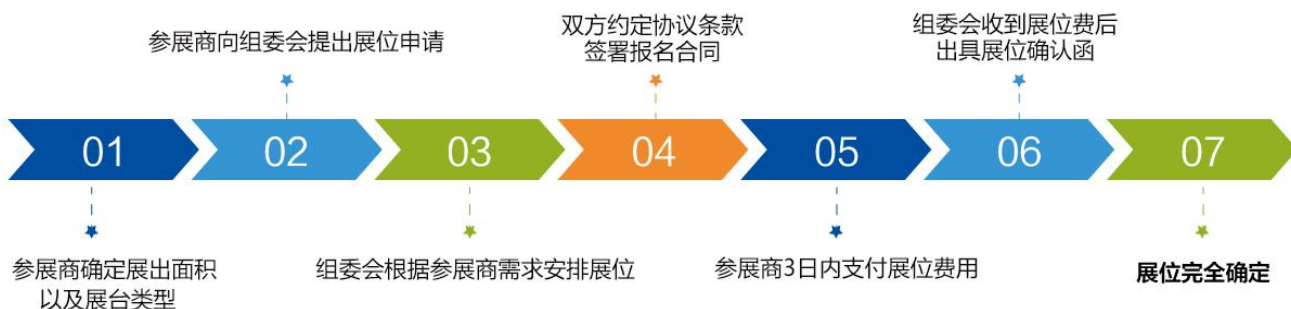 参展商向组委会提出展位申请
双方约定协议条款
签署报名合同
组委会收到展位费后
出具展位确认函
01
02
03
04
05
06
07
参展商确定展出面积
以及展台类型
组委会根据参展商需求安排展位
参展商3日内支付展位费用
展位完全确定